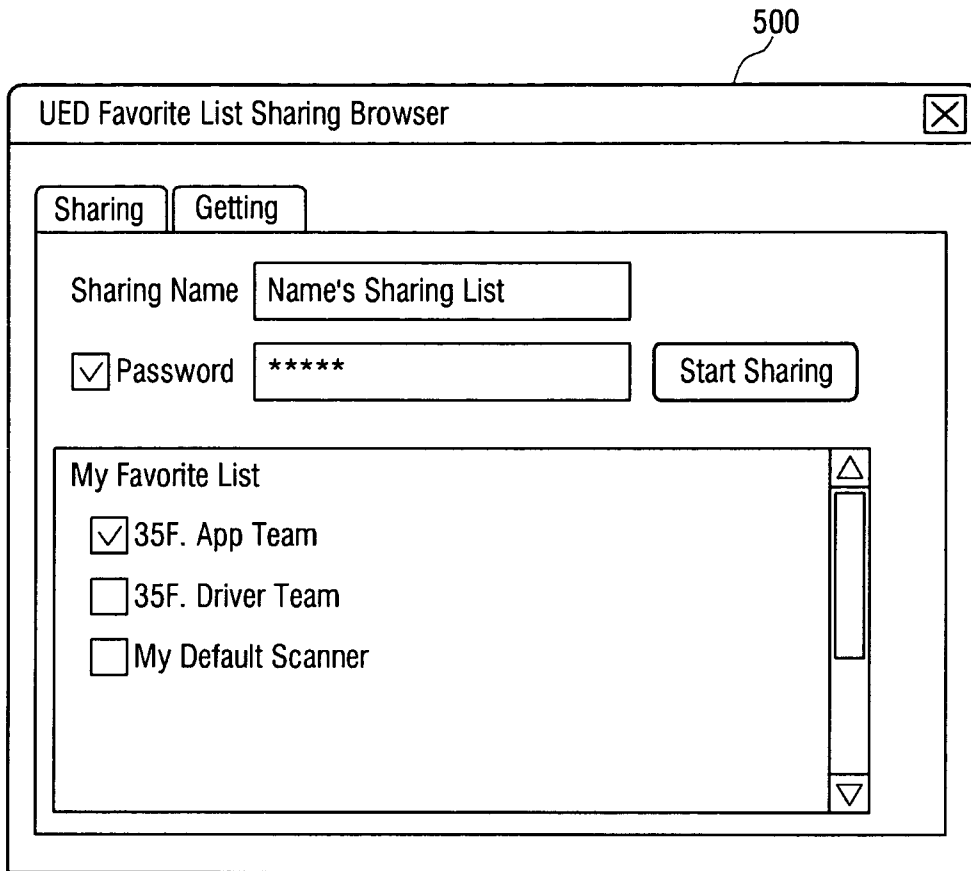 500
UED Favorite List Sharing Browser
Sharing Getting
Sharing Name Name's Sharing List
Password ***** Start Sharing
My Favorite List
35F. App Team
35F. Driver Team
My Default Scanner